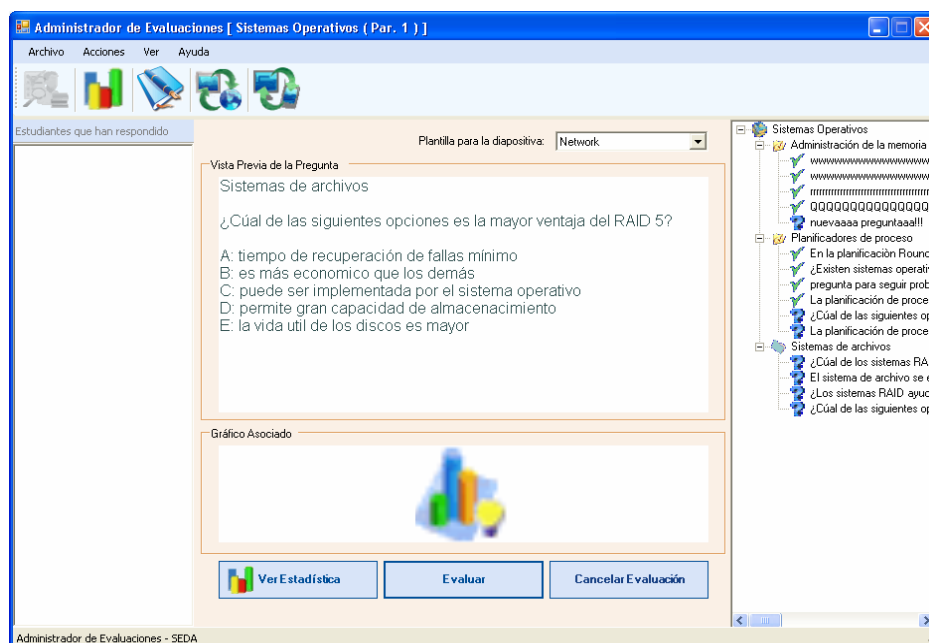 Administrador de Evaluaciones [ Sistemas Operativos ( Par. 1 ) ]
Archivo Acciones Ver Ayuda
Estudiantes que han respondido
Plantilla para la diapositiva: Network
Vista Previa de la Pregunta
Sistemas de archivos
¿Cúal de las siguientes opciones es la mayor ventaja del RAID 5?
A: tiempo de recuperación de fallas mínimo
B: es más economico que los demás
C: puede ser implementada por el sistema operativo
D: permite gran capacidad de almacenacimiento
E: la vida util de los discos es mayor
Gráfico Asociado
Ver Estadística
Evaluar
Cancelar Evaluación
Sistemas Operativos
Administración de la memoria
nuevaaaa preguntaaa!!!
Planificadores de proceso
En la planificaciòn Round
¿Existen sistemas operati
pregunta para seguir prob
La planificación de proce
¿Cúal de las siguientes op
La planificación de proce
Sistemas de archivos
¿Cúal de los sistemas RA
El sistema de archivo se e
¿Los sistemas RAID ayud
¿Cúal de las siguientes op
Administrador de Evaluaciones - SEDA